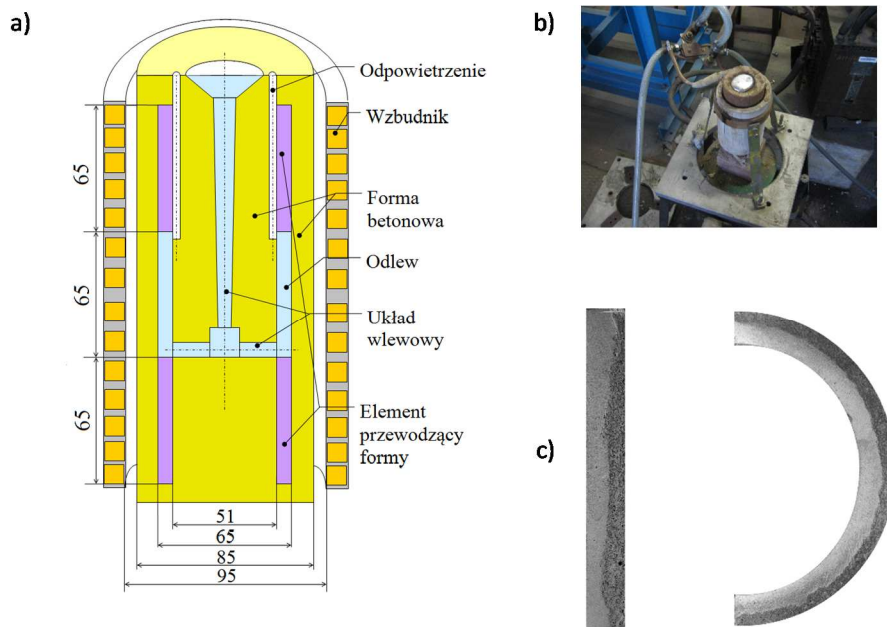 a)
b)
Odpowietrzenie
Wzbudnik
65
Forma
betonowa
65
Odlew
Układ
wlewowy
65
Element
przewodzący
formy
c)
51
65
85
95